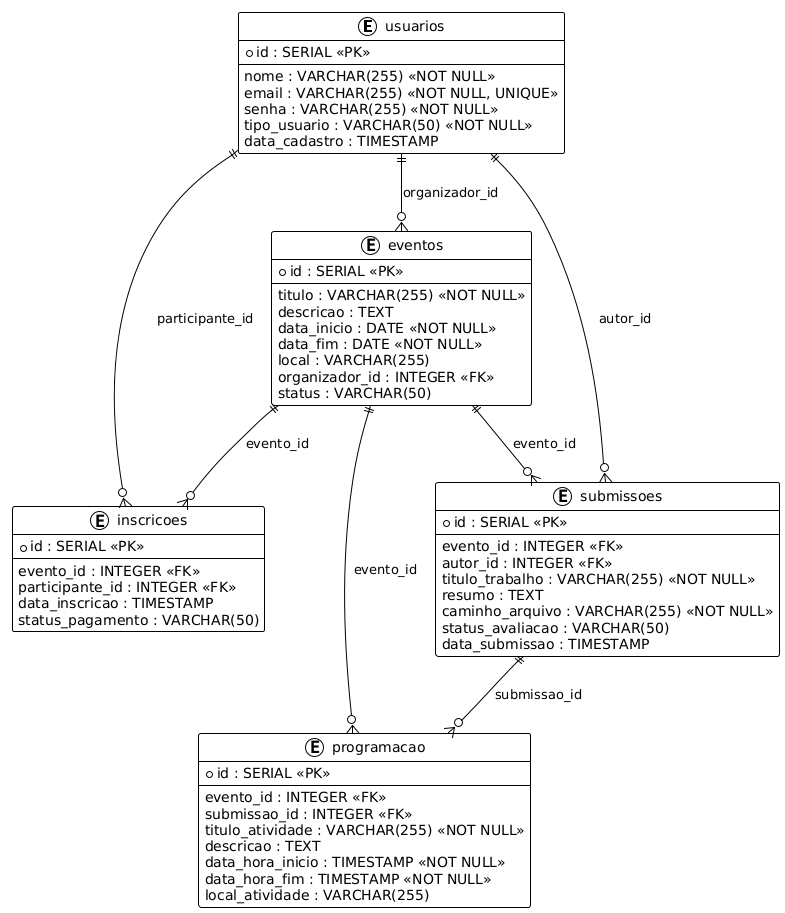 E usuarios
id : SERIAL «PK»
nome : VARCHAR(255) «NOT NULL»
email : VARCHAR(255) «NOT NULL, UNIQUE»
senha : VARCHAR(255) «NOT NULL»
tipo_usuario : VARCHAR(50) «NOT NULL»
data_cadastro : TIMESTAMP
organizador_id
E eventos
id : SERIAL «PK»
titulo : VARCHAR(255) «NOT NULL»
descricao : TEXT
data_inicio : DATE «NOT NULL»
data_fim : DATE «NOT NULL»
local : VARCHAR(255)
organizador_id : INTEGER «FK»
status : VARCHAR(50)
participante_id
autor_id
evento_id
evento_id
E inscricoes
id : SERIAL «PK»
evento_id : INTEGER «FK»
participante_id : INTEGER «FK»
data_inscricao : TIMESTAMP
status_pagamento : VARCHAR(50)
evento_id
E submissoes
id : SERIAL «PK»
evento_id : INTEGER «FK»
autor_id : INTEGER «FK»
titulo_trabalho : VARCHAR(255) «NOT NULL»
resumo : TEXT
caminho_arquivo : VARCHAR(255) «NOT NULL»
status_avaliacao : VARCHAR(50)
data_submissao : TIMESTAMP
submissao_id
E programacao
id : SERIAL «PK»
evento_id : INTEGER «FK»
submissao_id : INTEGER «FK»
titulo_atividade : VARCHAR(255) «NOT NULL»
descricao : TEXT
data_hora_inicio : TIMESTAMP «NOT NULL»
data_hora_fim : TIMESTAMP «NOT NULL»
local_atividade : VARCHAR(255)